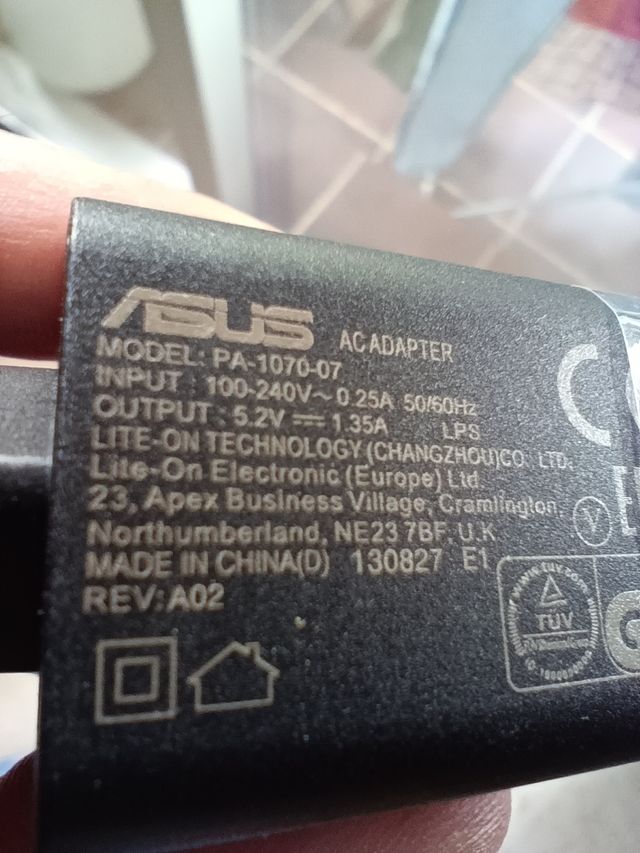 ASUS AC ADAPTER
MODEL: PA-1070-07
INPUT : 100-240V~ 0.25A 50/60Hz
OUTPUT : 5.2V ⎓ 1.35A LPS
LITE-ON TECHNOLOGY (CHANGZHOU)CO. LTD.
Lite-On Electronic (Europe) Ltd.
23, Apex Business Village, Cramlington,
Northumberland, NE23 7BF, U.K
MADE IN CHINA(D) 130827 E1
REV: A02
V
TÜV